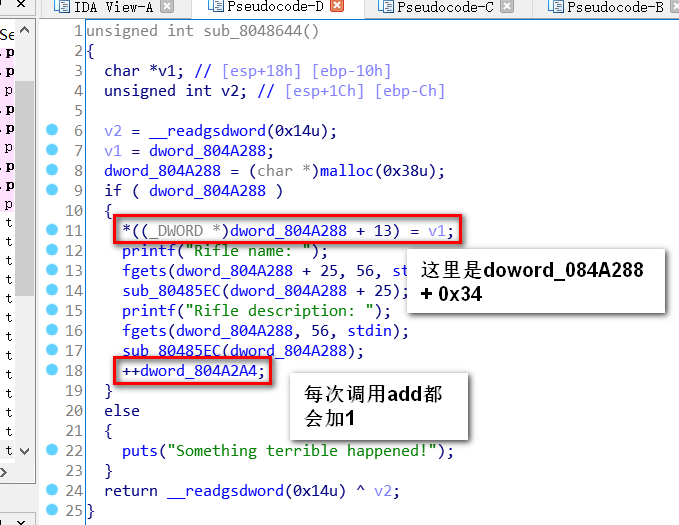 IDA View-A
Pseudocode-D
Pseudocode-C
Pseudocode-B
1 unsigned int sub_8048644()
2 {
3 char *v1; // [esp+18h] [ebp-10h]
4 unsigned int v2; // [esp+1Ch] [ebp-Ch]
5
6 v2 = __readgsdword(0x14u);
7 v1 = dword_804A288;
8 dword_804A288 = (char *)malloc(0x38u);
9 if ( dword_804A288 )
10 {
11 *((_DWORD *)dword_804A288 + 13) = v1;
12 printf("Rifle name: ");
13 fgets(dword_804A288 + 25, 56, st
14 sub_80485EC(dword_804A288 + 25);
15 printf("Rifle description: ");
16 fgets(dword_804A288, 56, stdin);
17 sub_80485EC(dword_804A288);
18 ++dword_804A2A4;
19 }
20 else
21 {
22 puts("Something terrible happened!");
23 }
24 return __readgsdword(0x14u) ^ v2;
25 }
这里是doword_084A288
+ 0x34
每次调用add都
会加1